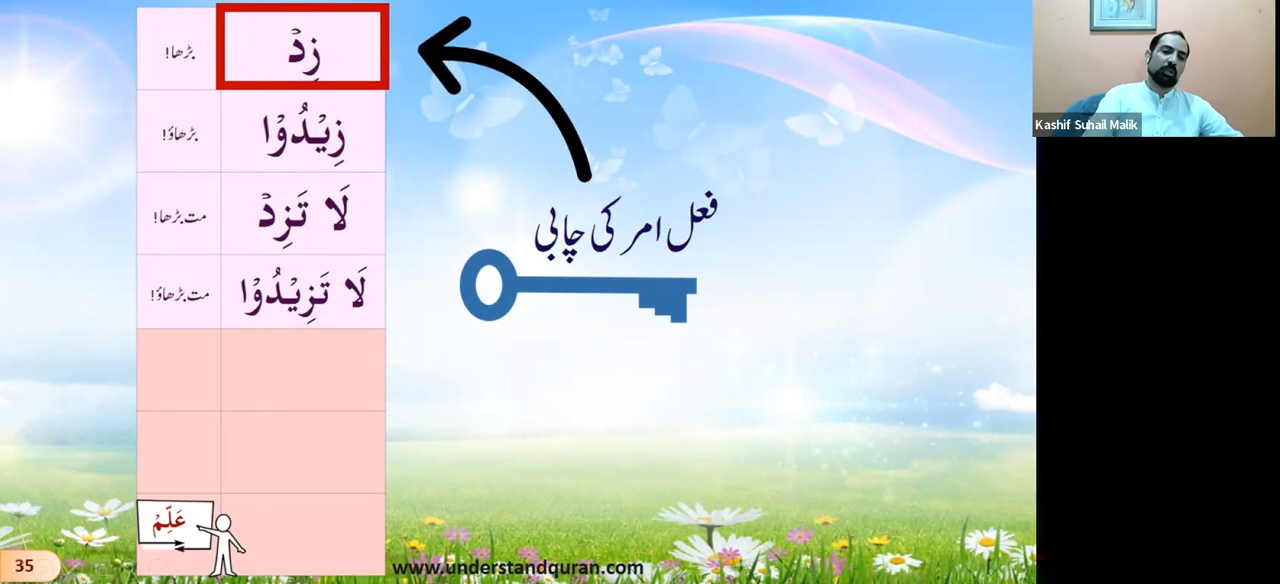 زِدْ بڑھا!
زِیْدُوْا بڑھاؤ!
لَا تَزِدْ مت بڑھا!
لَا تَزِیْدُوْا مت بڑھاؤ!
فعل امر کی چابی
عَلِّمْ
Kashif Suhail Malik
35
www.understandquran.com